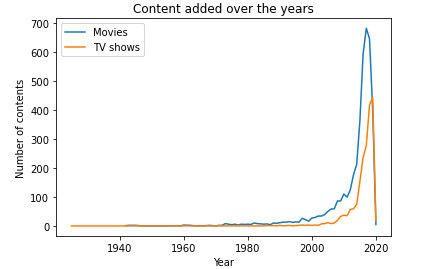 Content added over the years
Movies
TV shows
Number of contents
700
600
500
400
300
200
100
0
1940
1960
1980
2000
2020
Year